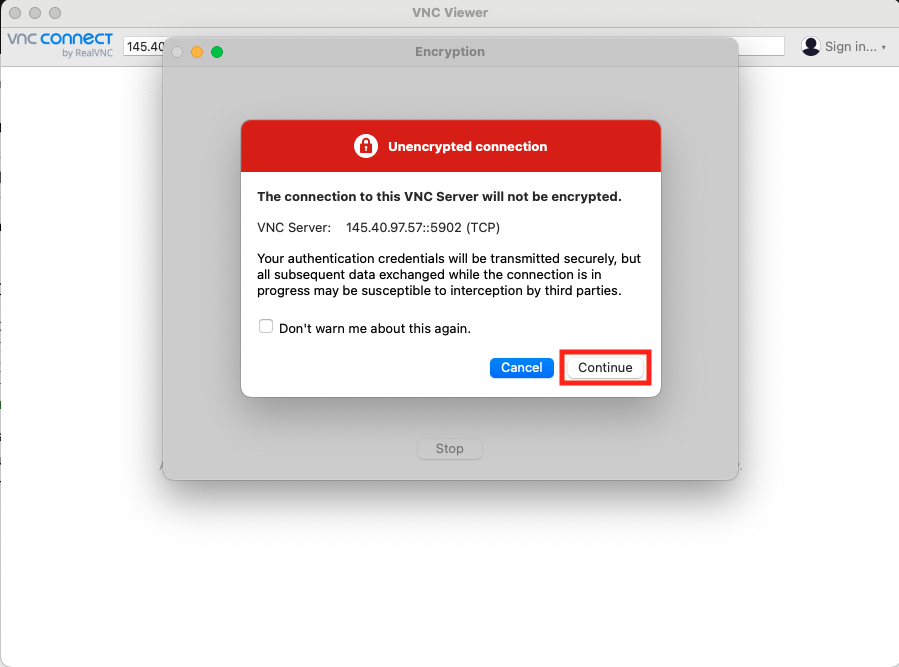 VNC Viewer
vnc connect
by RealVNC
145.40
Sign in...
Encryption
Unencrypted connection
The connection to this VNC Server will not be encrypted.
VNC Server: 145.40.97.57::5902 (TCP)
Your authentication credentials will be transmitted securely, but
all subsequent data exchanged while the connection is in
progress may be susceptible to interception by third parties.
Don't warn me about this again.
Cancel
Continue
Stop